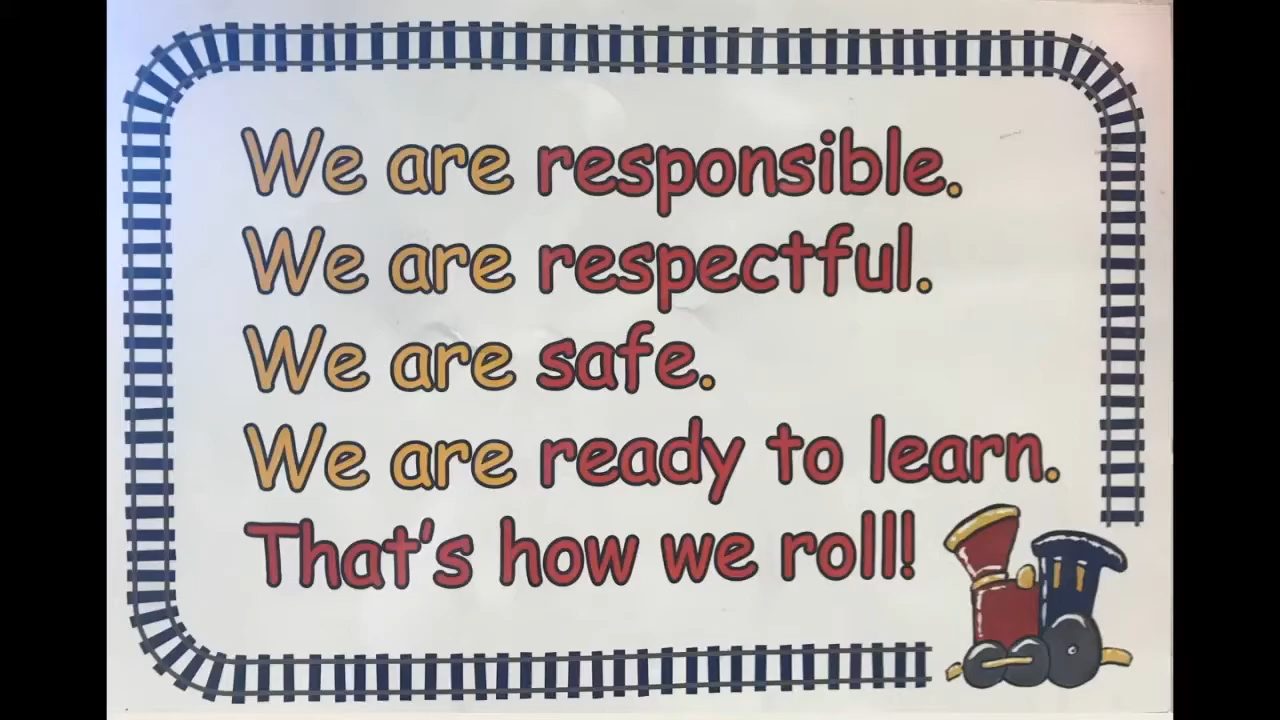 We are responsible.
We are respectful.
We are safe.
We are ready to learn.
That's how we roll!